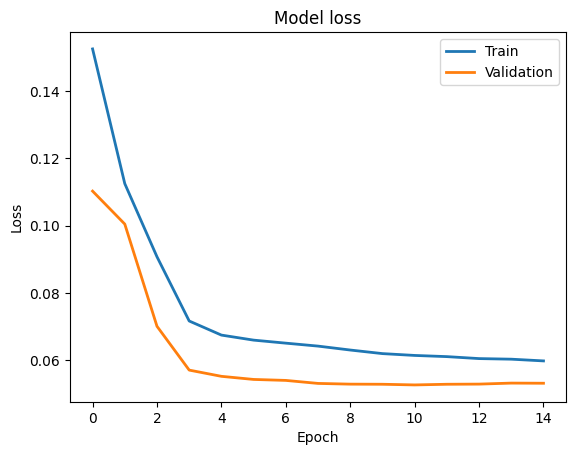 Model loss
Train
Validation
0.14
0.12
0.10
0.08
0.06
Loss
0 2 4 6 8 10 12 14
Epoch